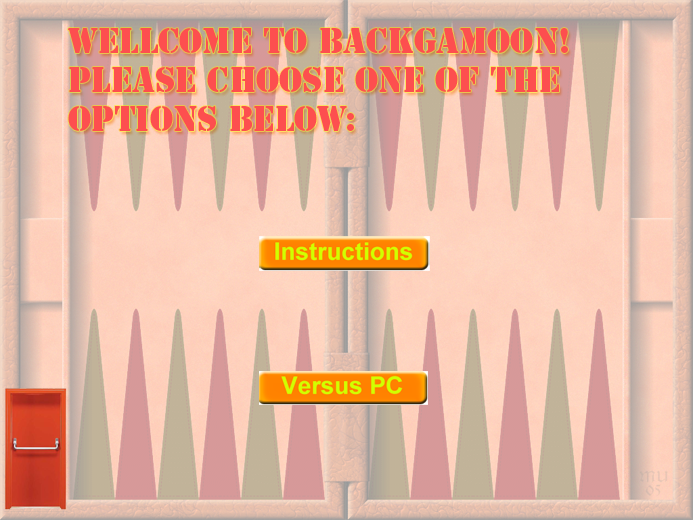 WELLCOME TO BACKGAMOON!
PLEASE CHOOSE ONE OF THE
OPTIONS BELOW:
Instructions
Versus PC